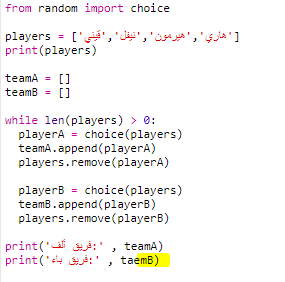 from random import choice
players = ['هاري','هيرمون','نيفل','قيني']
print(players)
teamA = []
teamB = []
while len(players) > 0:
playerA = choice(players)
teamA.append(playerA)
players.remove(playerA)
playerB = choice(players)
teamB.append(playerB)
players.remove(playerB)
print('فريق ألف:' , teamA)
print('فريق باء:' , taemB)